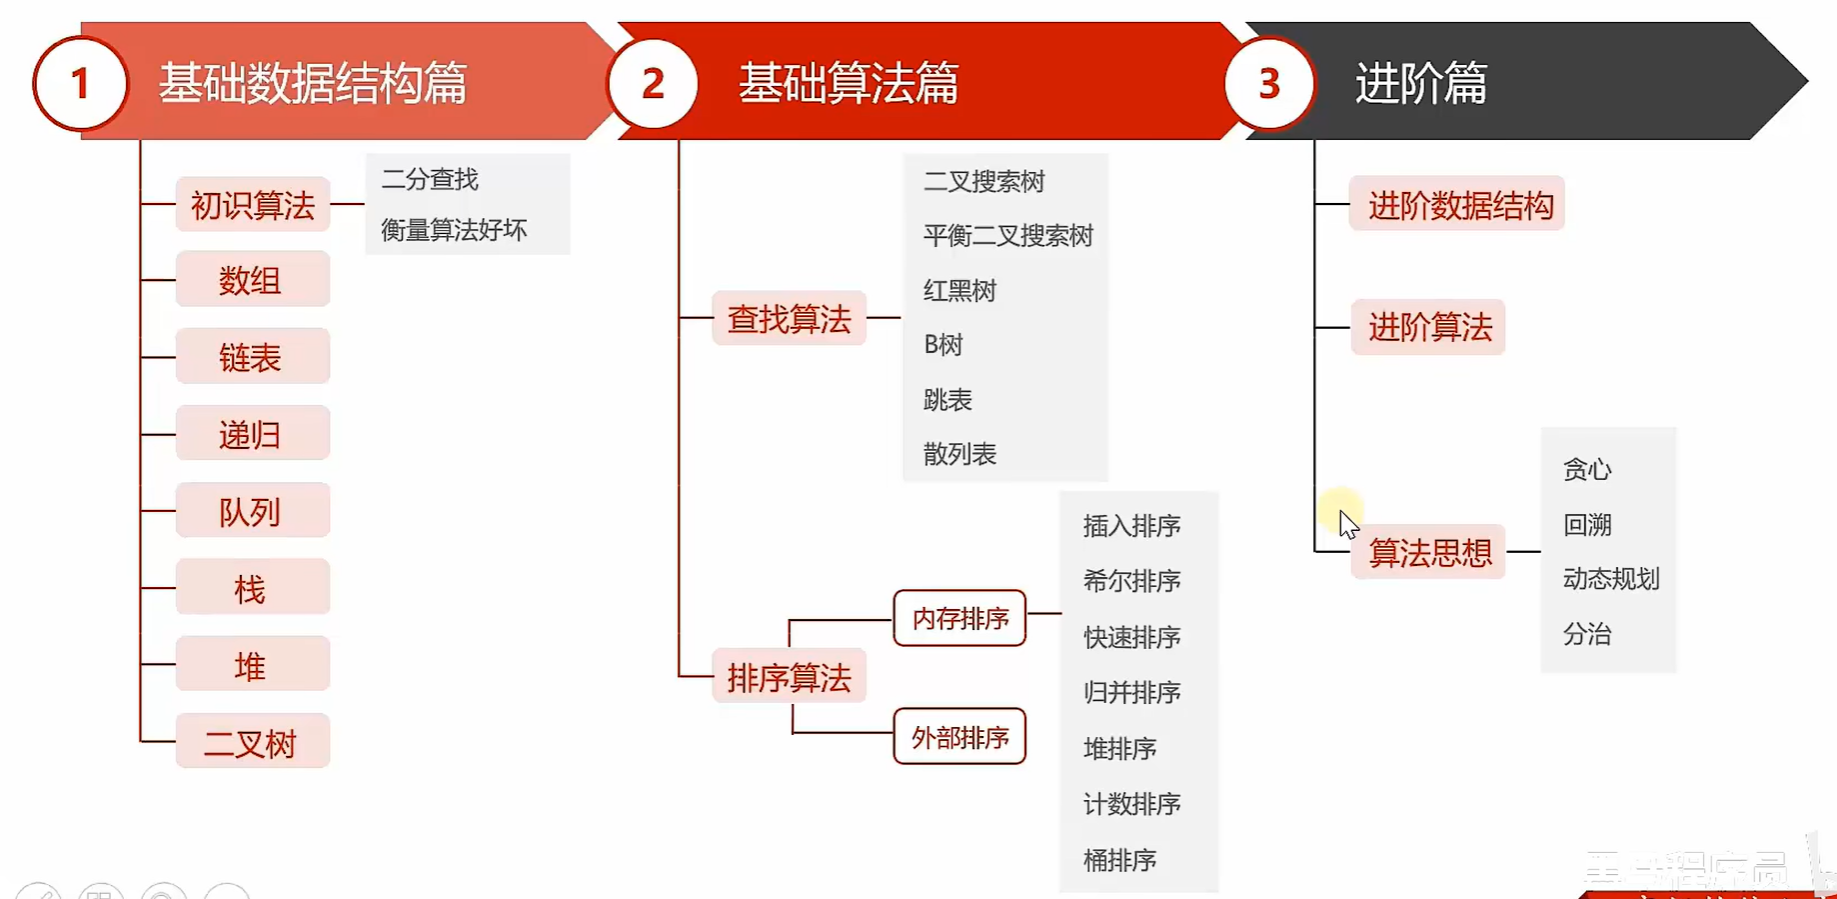 1
基础数据结构篇
初识算法
二分查找
衡量算法好坏
数组
链表
递归
队列
栈
堆
二叉树
2
基础算法篇
查找算法
二叉搜索树
平衡二叉搜索树
红黑树
B树
跳表
散列表
排序算法
内存排序
插入排序
希尔排序
快速排序
归并排序
堆排序
计数排序
桶排序
外部排序
3
进阶篇
进阶数据结构
进阶算法
算法思想
贪心
回溯
动态规划
分治
程序员